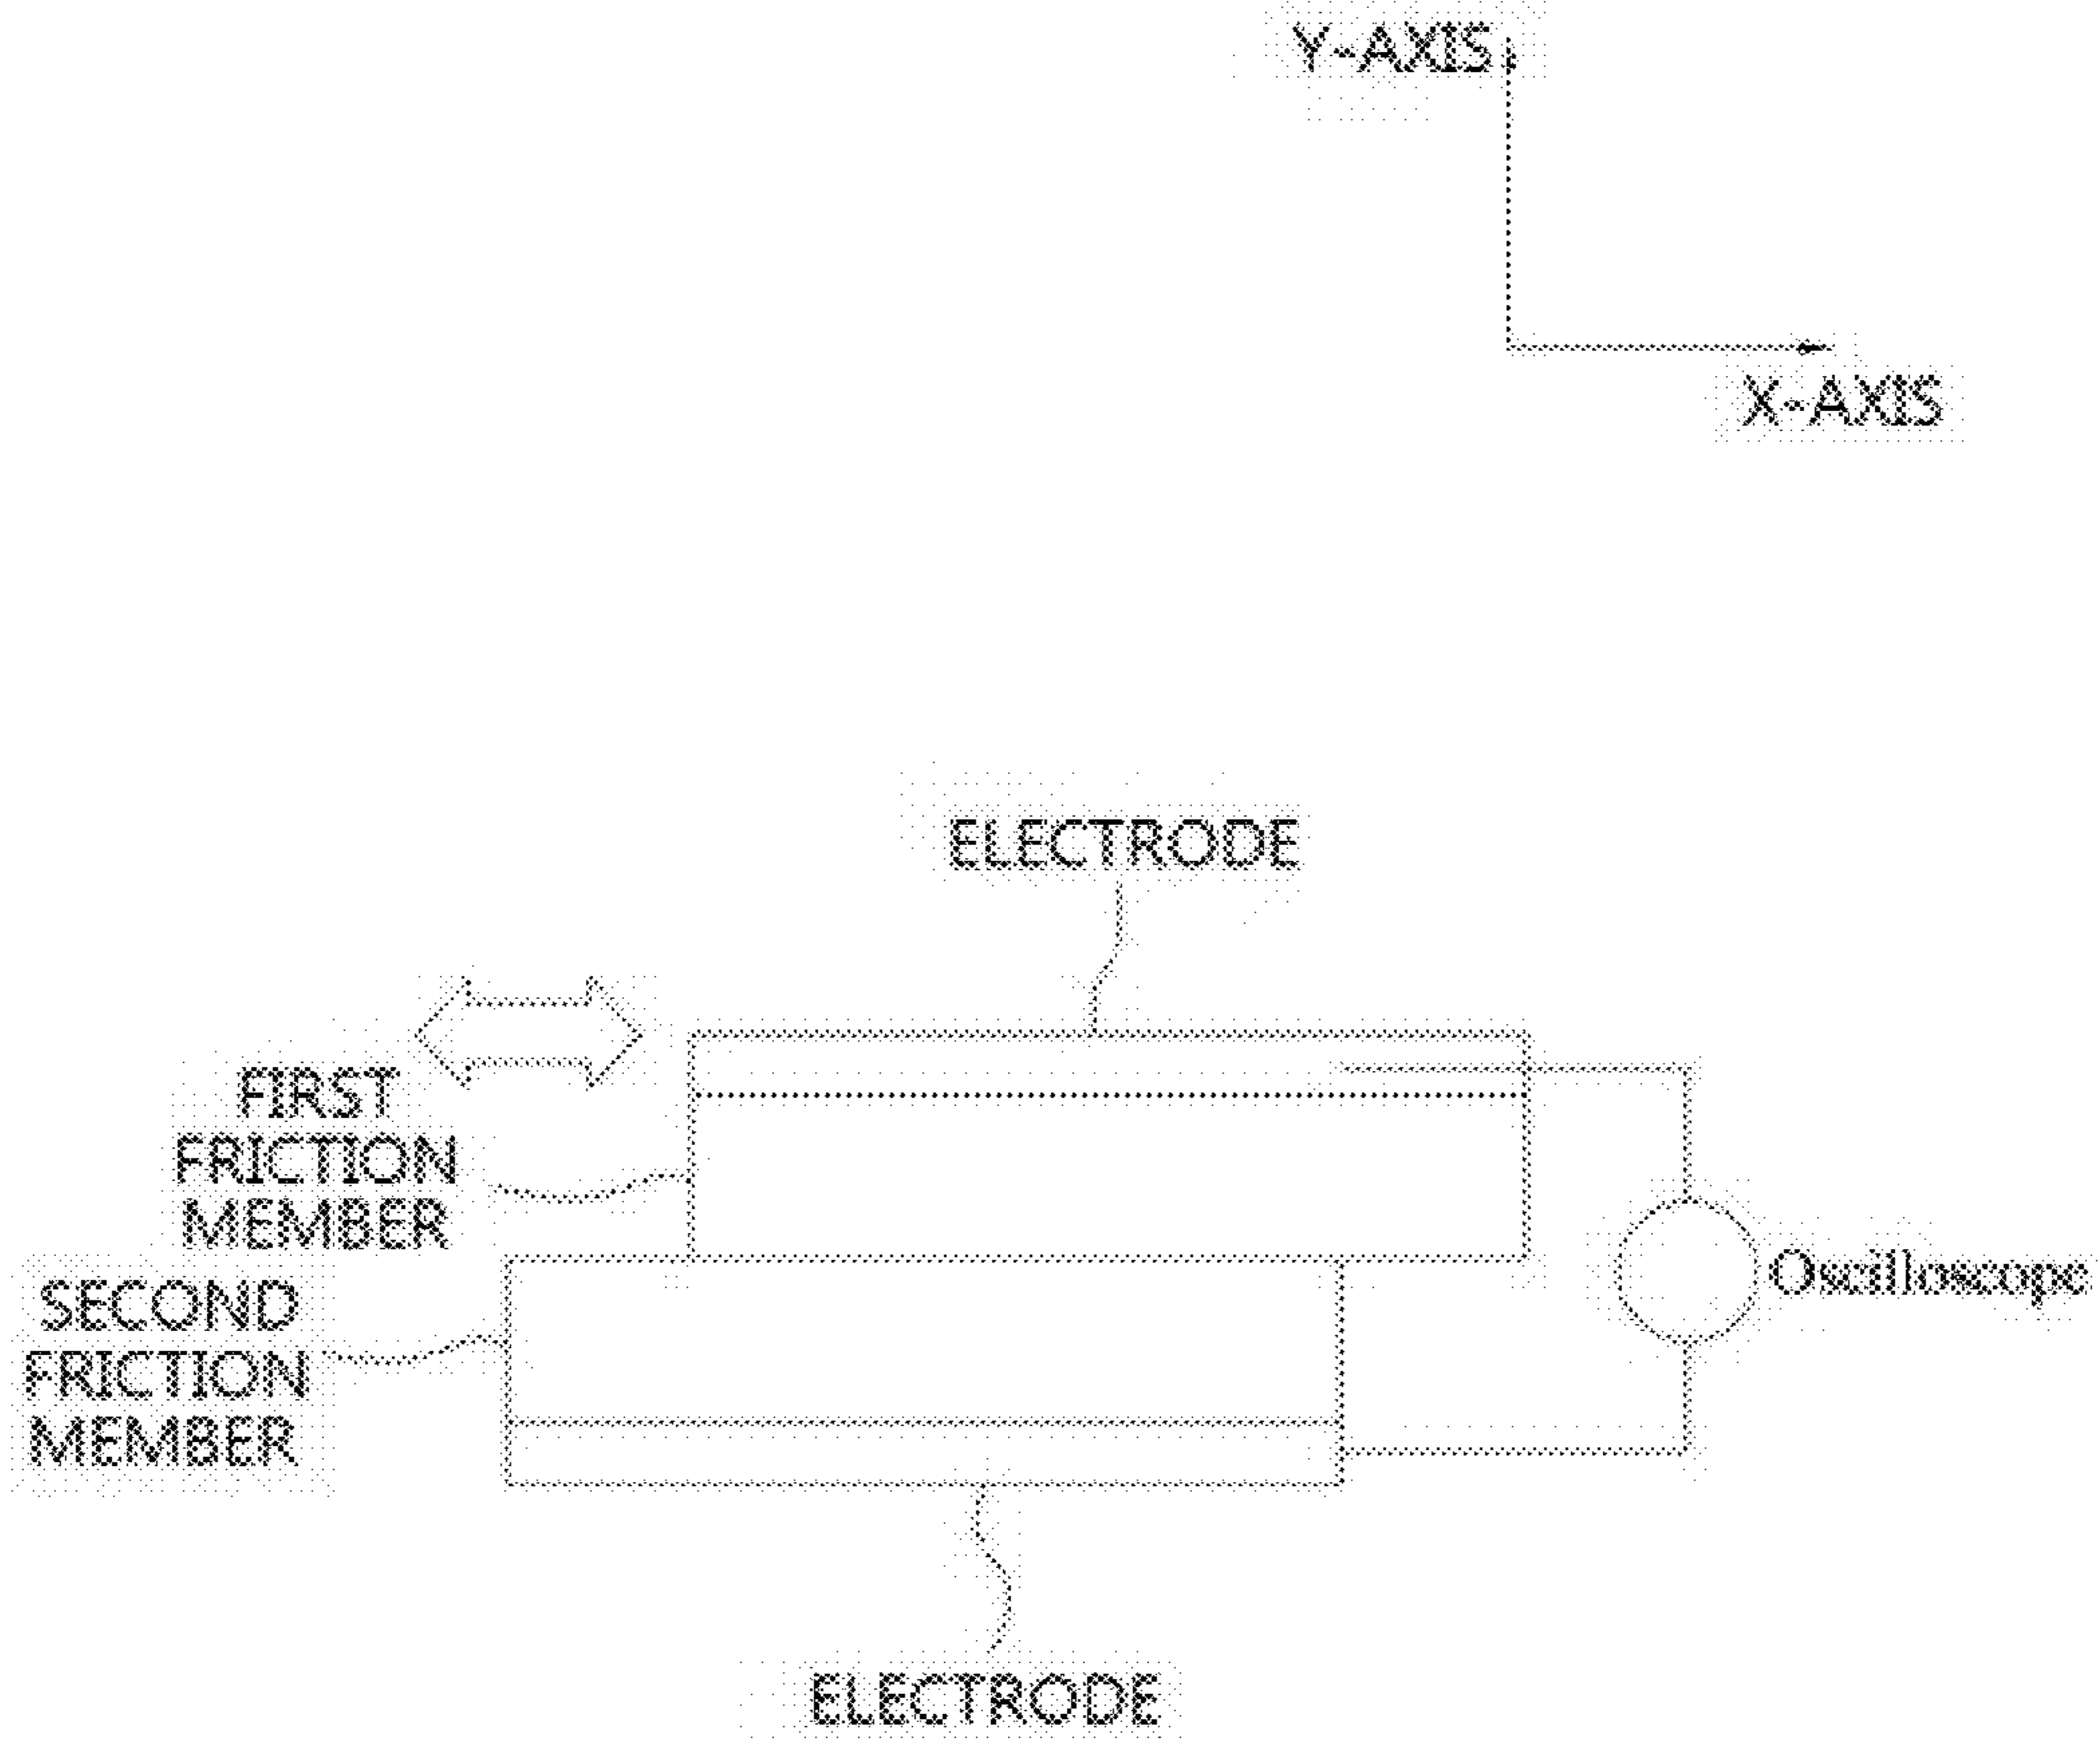 Y-AXIS
X-AXIS
ELECTRODE
FIRST
FRICTION
MEMBER
SECOND
FRICTION
MEMBER
Oscilloscope
ELECTRODE